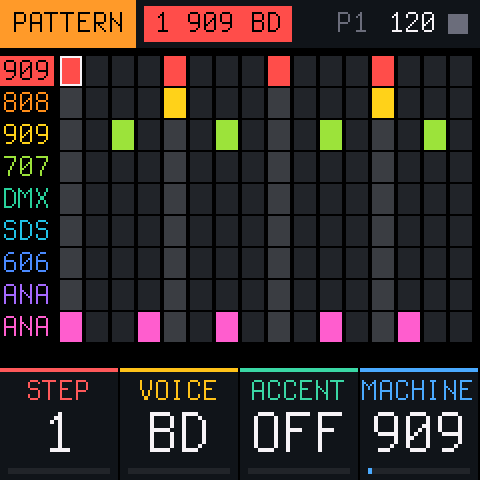 PATTERN 1 909 BD P1 120
909
808
909
707
DMX
SDS
606
ANA
ANA
STEP VOICE ACCENT MACHINE
1 BD OFF 909